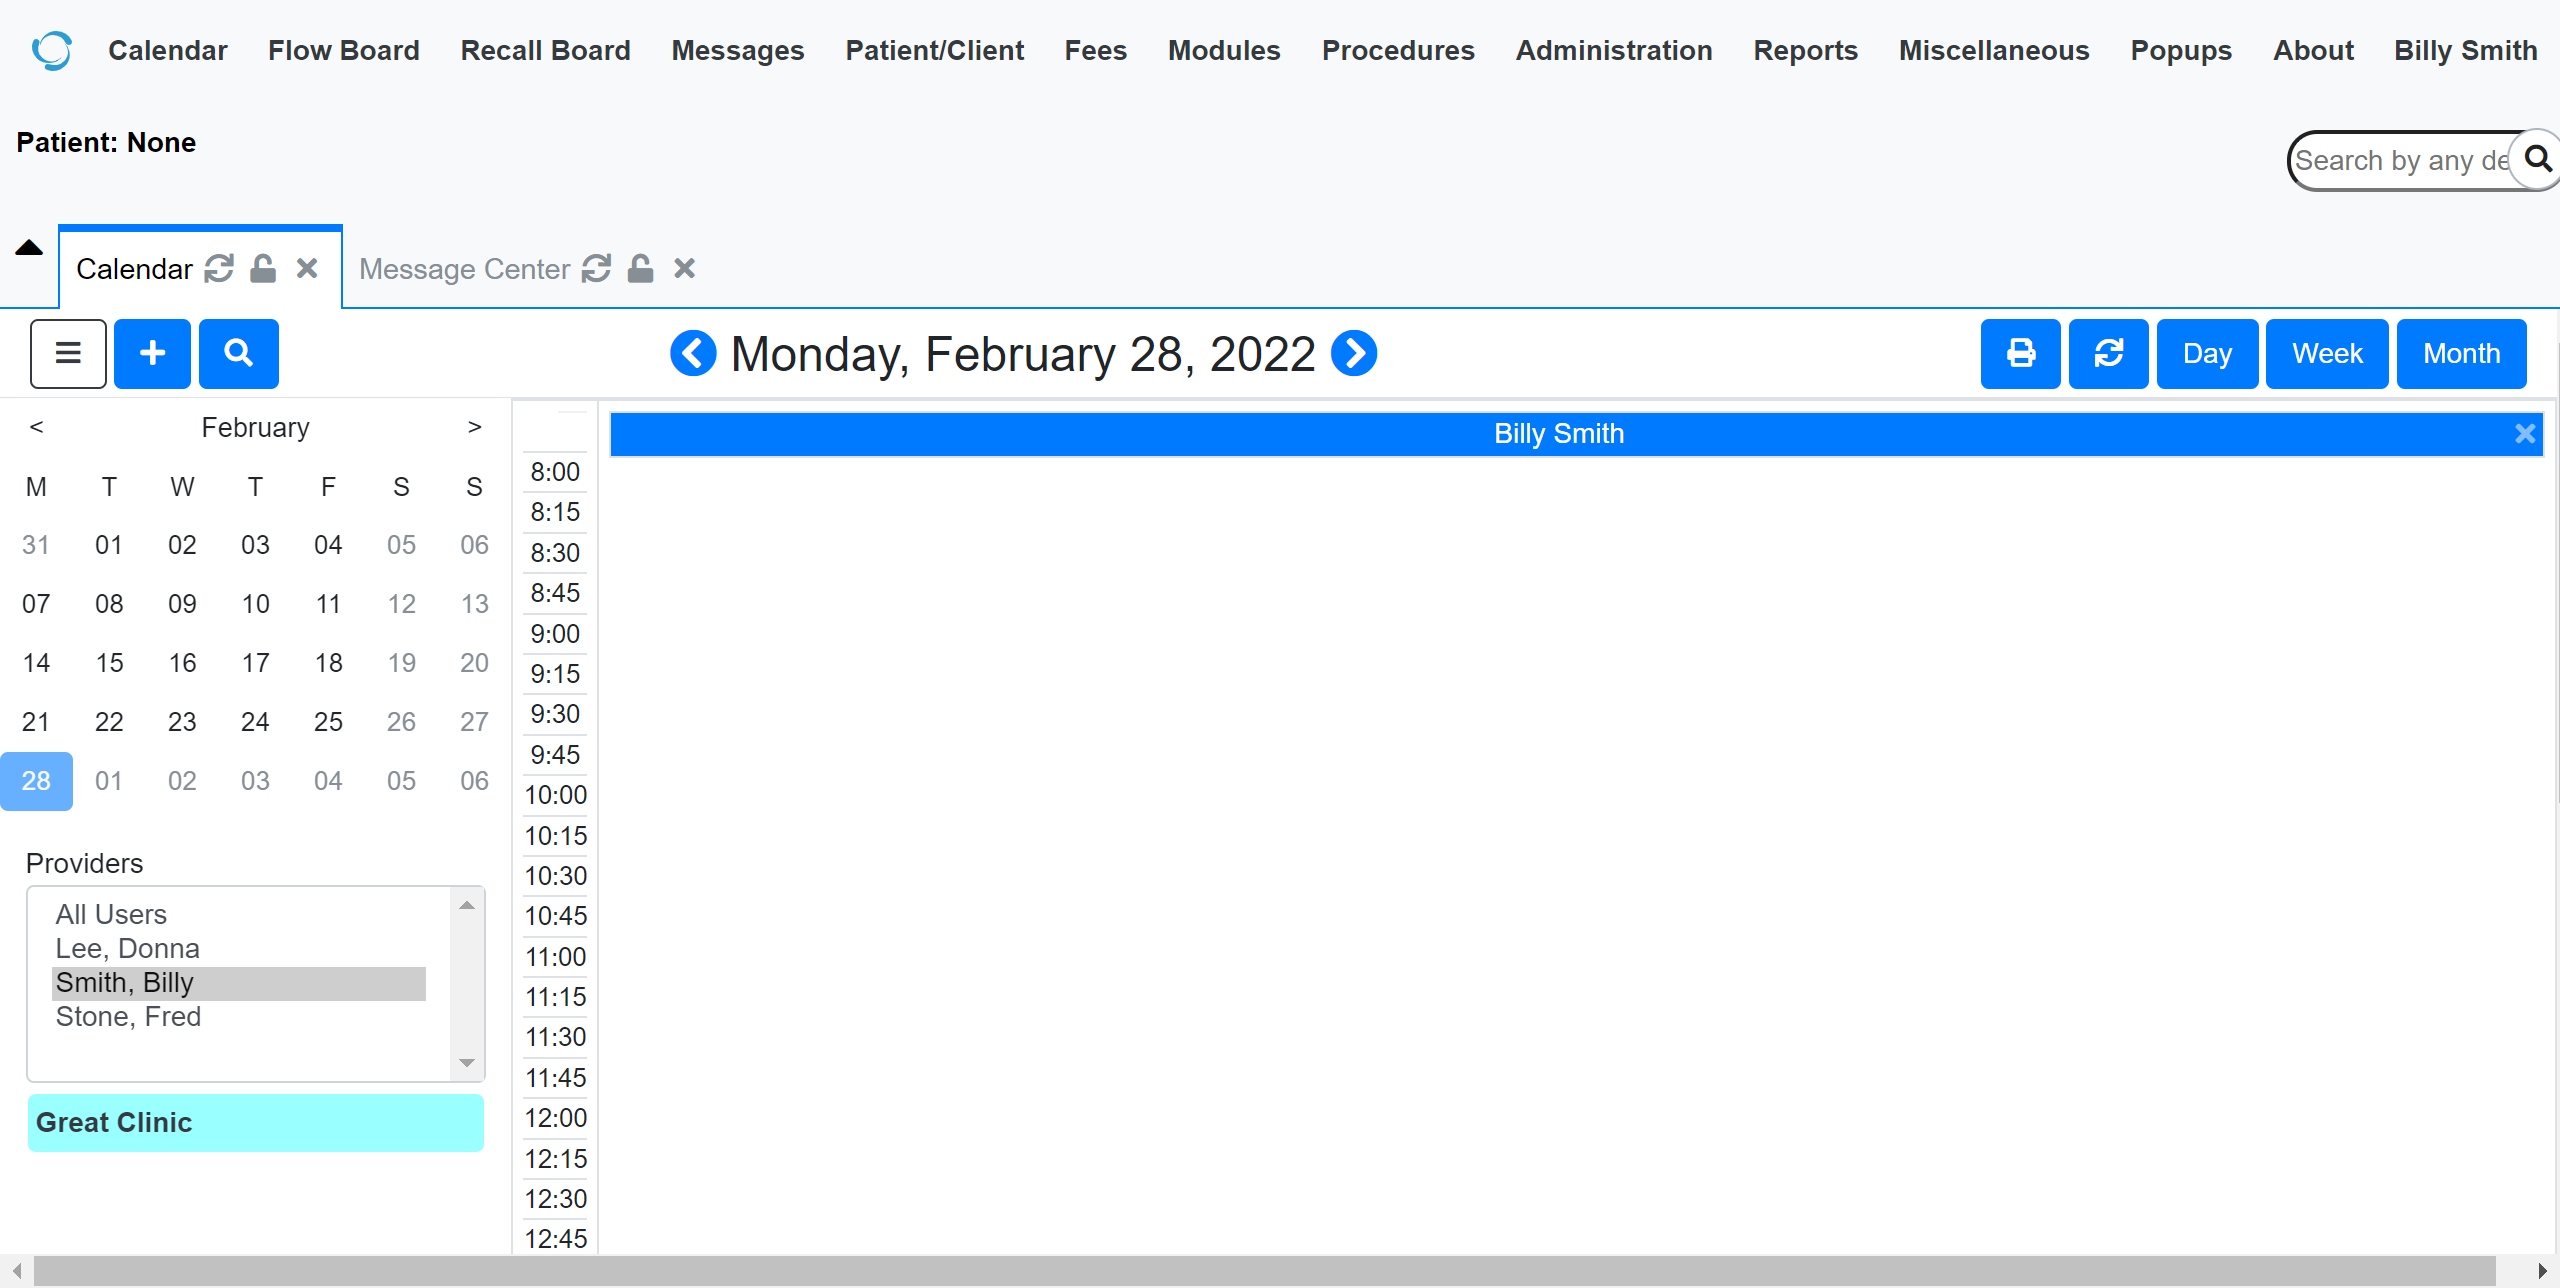 Calendar Flow Board Recall Board Messages Patient/Client Fees Modules Procedures Administration Reports Miscellaneous Popups About Billy Smith
Patient: None
Search by any de
Calendar
Message Center
Monday, February 28, 2022
Day Week Month
< February >
M T W T F S S
31 01 02 03 04 05 06
07 08 09 10 11 12 13
14 15 16 17 18 19 20
21 22 23 24 25 26 27
28 01 02 03 04 05 06
Providers
All Users
Lee, Donna
Smith, Billy
Stone, Fred
Great Clinic
Billy Smith
8:00
8:15
8:30
8:45
9:00
9:15
9:30
9:45
10:00
10:15
10:30
10:45
11:00
11:15
11:30
11:45
12:00
12:15
12:30
12:45